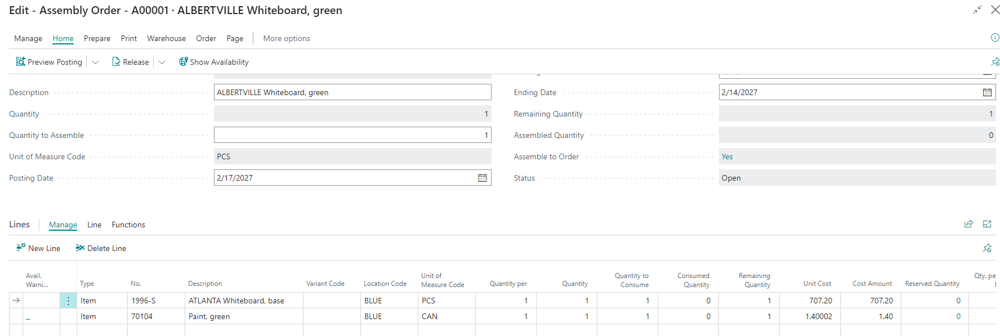 Edit - Assembly Order - A00001 · ALBERTVILLE Whiteboard, green
Manage Home Prepare Print Warehouse Order Page More options
Preview Posting Release Show Availability
Description ALBERTVILLE Whiteboard, green Ending Date 2/14/2027
Quantity 1 Remaining Quantity 1
Quantity to Assemble 1 Assembled Quantity 0
Unit of Measure Code PCS Assemble to Order Yes
Posting Date 2/17/2027 Status Open
Lines Manage Line Functions
New Line Delete Line
Avail. Warni... Type No. Description Variant Code Location Code Unit of Measure Code Quantity per Quantity Quantity to Consume Consumed Quantity Remaining Quantity Unit Cost Cost Amount Reserved Quantity Qty. pe
Item 1996-S ATLANTA Whiteboard, base BLUE PCS 1 1 1 0 1 707.20 707.20 0
_ Item 70104 Paint, green BLUE CAN 1 1 1 0 1 1.40002 1.40 0